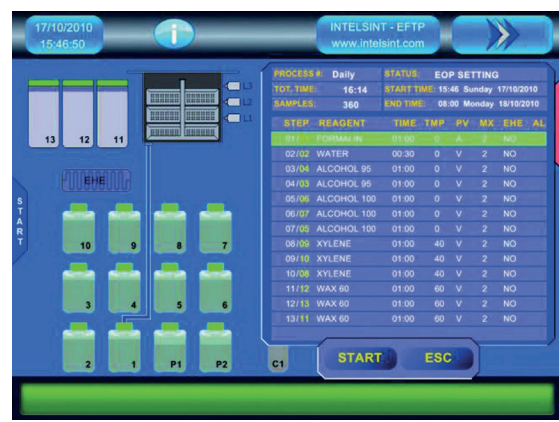 17/10/2010
15:46:50
i
INTELSINT - EFTP
www.intelsint.com
L3
L2
L1
13 12 11
EHE
START
10 9 8 7
3 4 5 6
2 1 P1 P2 C1
PROCESS #: Daily STATUS: EOP SETTING
TOT. TIME: 16:14 START TIME: 15:46 Sunday 17/10/2010
SAMPLES: 360 END TIME: 08:00 Monday 18/10/2010
STEP REAGENT TIME TMP PV MX EHE AL
01/ FORMALIN 01:00 0 A 2 NO
02/02 WATER 00:30 0 V 2 NO
03/04 ALCOHOL 95 01:00 0 V 2 NO
04/03 ALCOHOL 95 01:00 0 V 2 NO
05/06 ALCOHOL 100 01:00 0 V 2 NO
06/07 ALCOHOL 100 01:00 0 V 2 NO
07/05 ALCOHOL 100 01:00 0 V 2 NO
08/09 XYLENE 01:00 40 V 2 NO
09/10 XYLENE 01:00 40 V 2 NO
10/08 XYLENE 01:00 40 V 2 NO
11/12 WAX 60 01:00 60 V 2 NO
12/13 WAX 60 01:00 60 V 2 NO
13/11 WAX 60 01:00 60 V 2 NO
START ESC